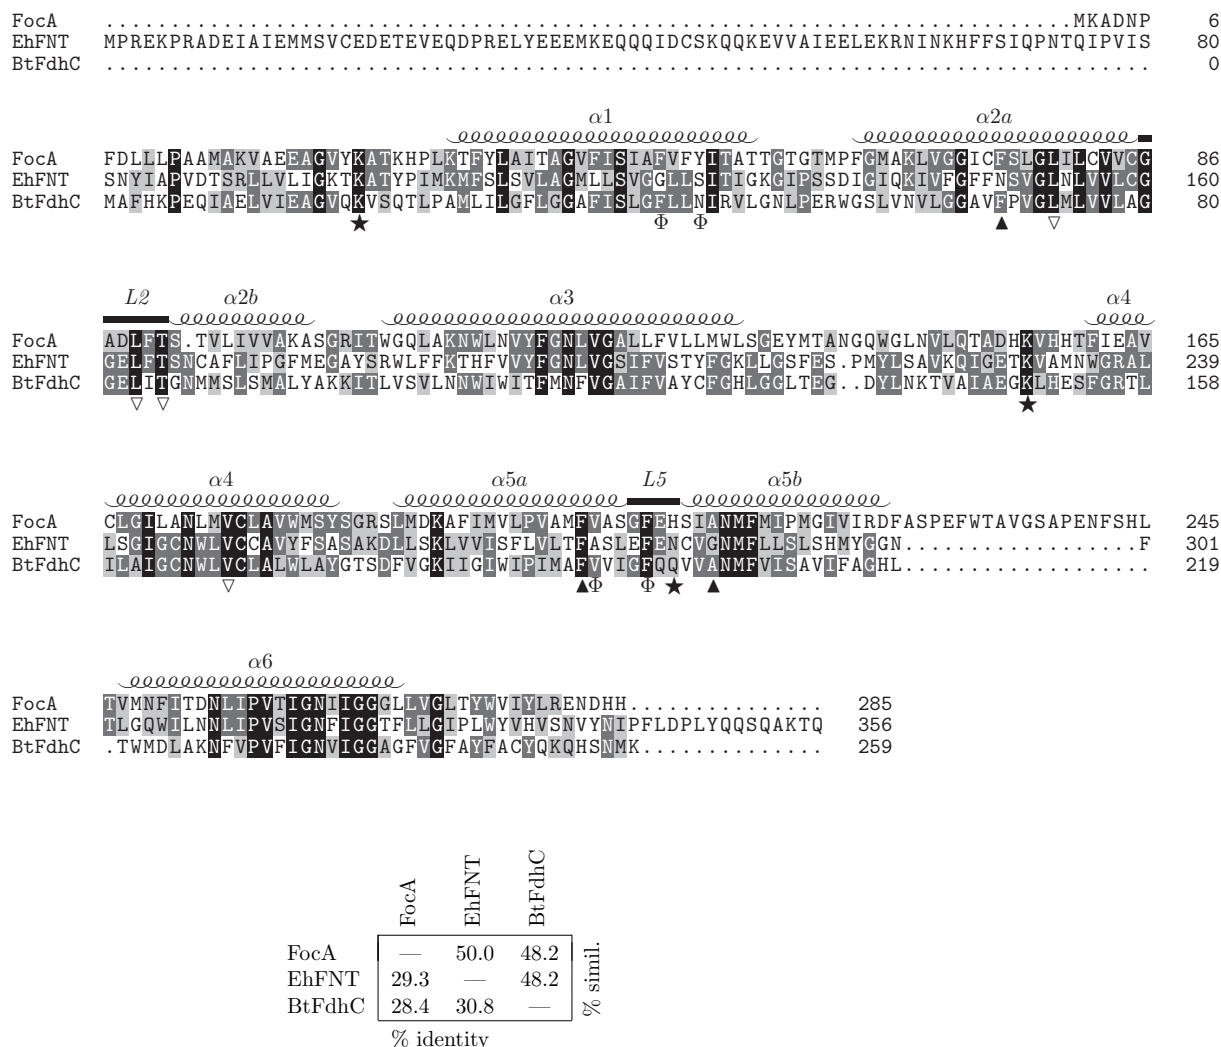 FocA ..........................................................................MKADNP 6
EhFNT MPREKPRADEIAIEMMSVCEDETEVEQDPRELYEEEMKEQQQIDCSKQQKEVVAIEELEKRNINKHFFSIQPNTQIPVIS 80
BtFdhC ................................................................................ 0
α1 α2a
FocA FDLLLPAAMAKVAEEAGVYKATKHPLKTFYLAITAGVFISIAFVFYITATTGTGTMPFGMAKLVGGICFSLGLILCVVCG 86
EhFNT SNYIAPVDTSRLLVLIGKTKATYPIMKMFSLSVLAGMLLSVGGLLSITIGKGIPSSDIGIQKIVFGFFNSVGLNLVVLCG 160
BtFdhC MAFHKPEQIAELVIEAGVQKVSQTLPAMLILGFLGGAFISLGFLLNIRVLGNLPERWGSLVNVLGGAVFPVGLMLVVLAG 80
★ Φ Φ ▲ ▽
L2 α2b α3 α4
FocA ADLFTS.TVLIVVAKASGRITWGQLAKNWLNVYFGNLVGALLFVLLMWLSGEYMTANGQWGLNVLQTADHKVHHTFIEAV 165
EhFNT GELFTSNCAFLIPGFMEGAYSRWLFFKTHFVVYFGNLVGSIFVSTYFGKLLGSFES.PMYLSAVKQIGETKVAMNWGRAL 239
BtFdhC GELITGNMMSLSMALYAKKITLVSVLNNWIWITFMNFVGAIFVAYCFGHLGGLTEG..DYLNKTVAIAEGKLHESFGRTL 158
▽ ▽ ★
α4 α5a L5 α5b
FocA CLGILANLMVCLAVWMSYSGRSLMDKAFIMVLPVAMFVASGFEHSIANMFMIPMGIVIRDFASPEFWTAVGSAPENFSHL 245
EhFNT LSGIGCNWLVCCAVYFSASAKDLLSKLVVISFLVLTFAASLEFENCVGNMFLLSLSHMYGGN..................F 301
BtFdhC ILAIGCNWLVCLALWLAYGTSDFVGKIIGIWIPIMAFVVIGFQQVVANMFVISAVIFAGHL................... 219
▽ ▲ Φ Φ ★ ▲
α6
FocA TVMNFITDNLIPVTIGNIIGGGLLVGLTYWVIYLRENDHH............... 285
EhFNT TLGQWILNNLIPVSIGNFIGGTFLLGIPLWYVHVSNVYNIPFLDPLYQQSQAKTQ 356
BtFdhC .TWMDLAKNFVPVFIGNVIGGAGFVGFAYFACYQKQHSNMK.............. 259
FocA EhFNT BtFdhC
FocA — 50.0 48.2
EhFNT 29.3 — 48.2
BtFdhC 28.4 30.8 —
% simil.
% identity